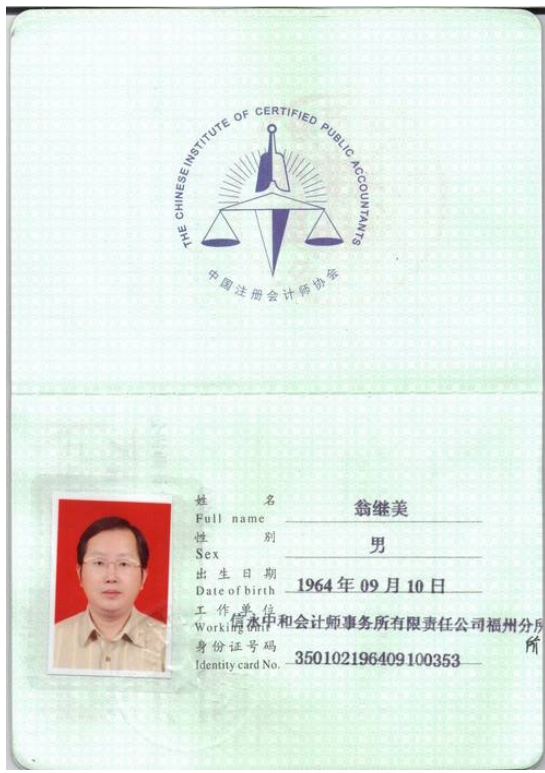 THE CHINESE INSTITUTE OF CERTIFIED PUBLIC ACCOUNTANTS
中国注册会计师协会
姓 名 翁继美
Full name
性 别 男
Sex
出生日期 1964年09月10日
Date of birth
工作单位 信永中和会计师事务所有限责任公司福州分所
Working Unit
所
身份证号码 350102196409100353
Identity card No.